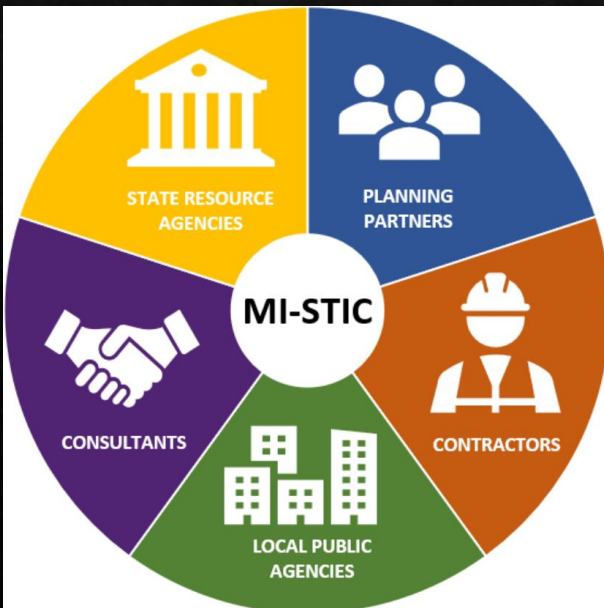 STATE RESOURCE
AGENCIES
PLANNING
PARTNERS
MI-STIC
CONSULTANTS
CONTRACTORS
LOCAL PUBLIC
AGENCIES